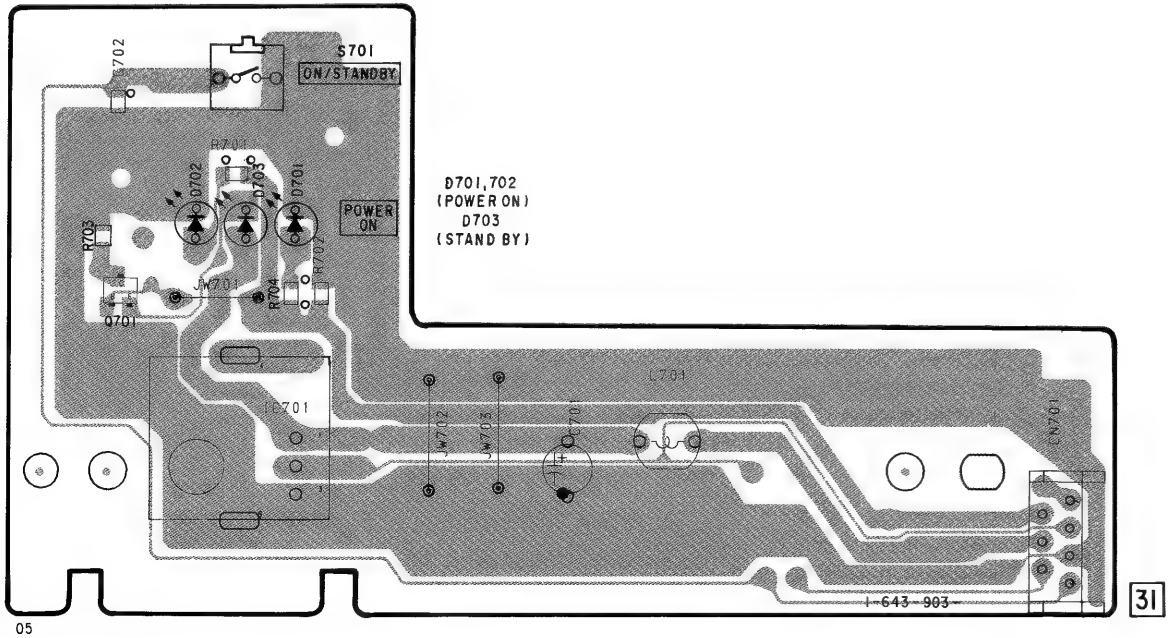 S701
ON/STANDBY
R701
D702
D703
D701
POWER
ON
D701,702
(POWER ON)
D703
(STAND BY)
R703
R702
JW701
R704
Q701
IC701
JW702
JW703
C701
L701
CN701
1-643-903-
31
05